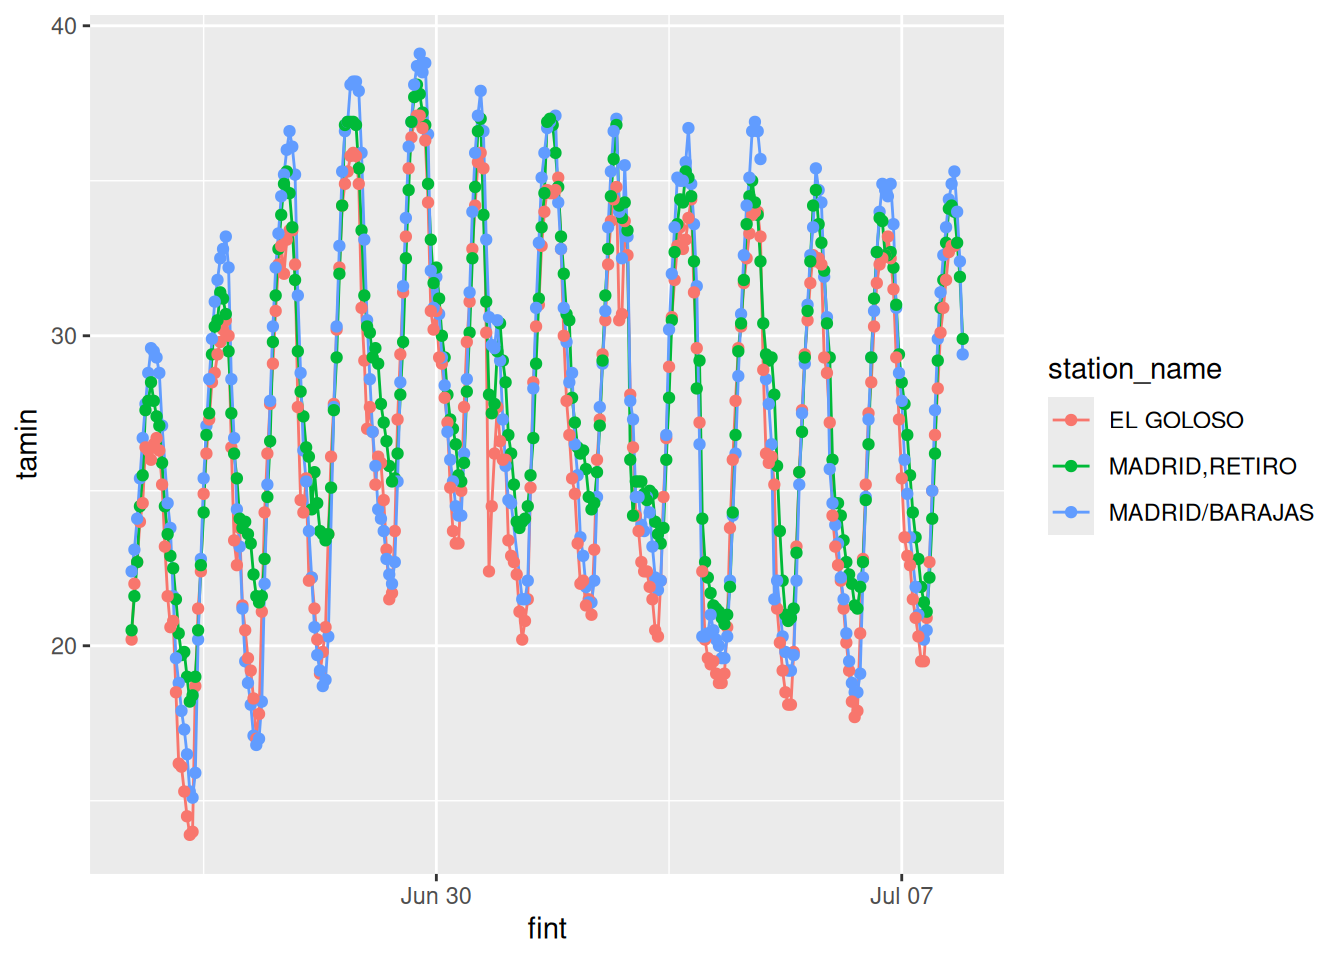 40
30
20
tamin
Jun 30
Jul 07
fint
station_name
EL GOLOSO
MADRID,RETIRO
MADRID/BARAJAS